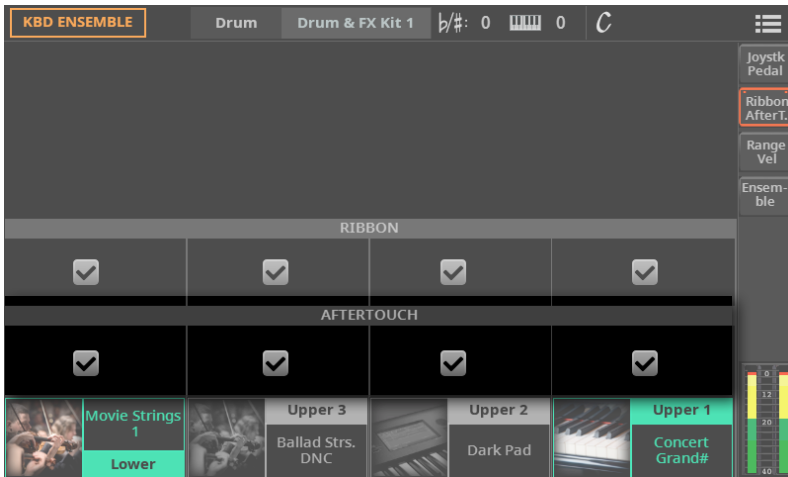 KBD ENSEMBLE Drum Drum & FX Kit 1 b/#: 0 0 C
Joystk
Pedal
Ribbon
AfterT.
Range
Vel
Ensem-
ble
RIBBON
AFTERTOUCH
Movie Strings
1
Lower
Upper 3
Ballad Strs.
DNC
Upper 2
Dark Pad
Upper 1
Concert
Grand#
0
12
20
40